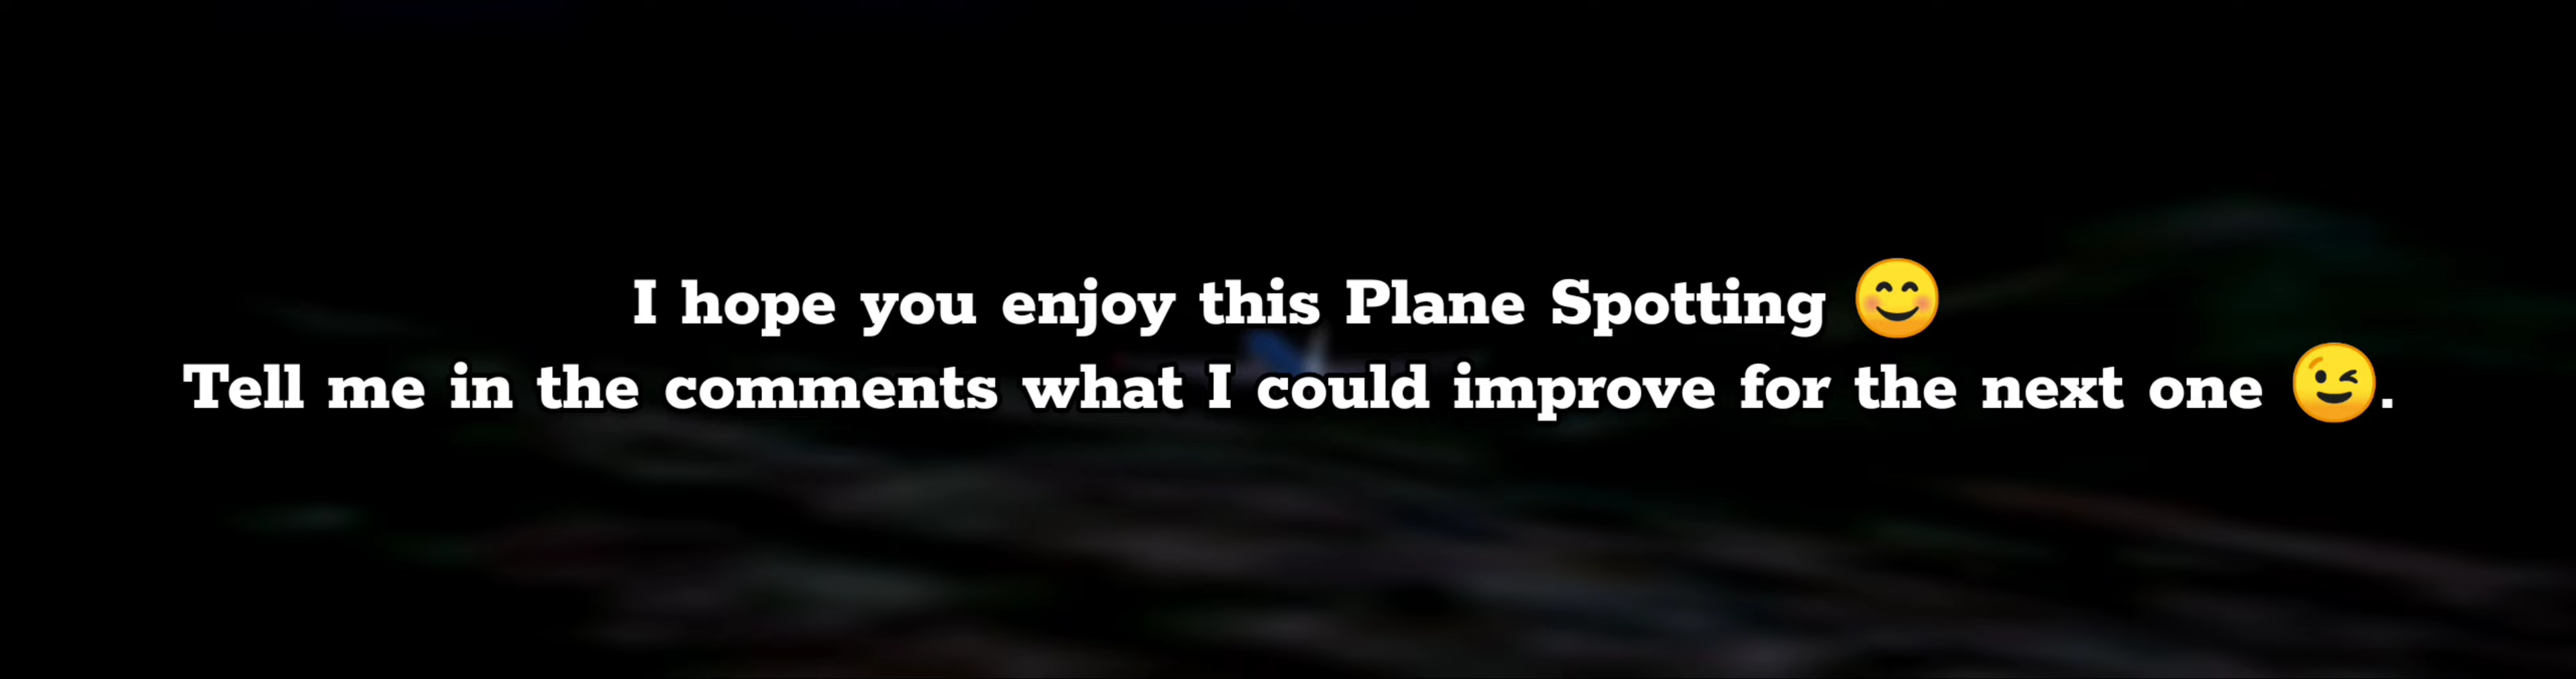 I hope you enjoy this Plane Spotting 😊
Tell me in the comments what I could improve for the next one 😉.